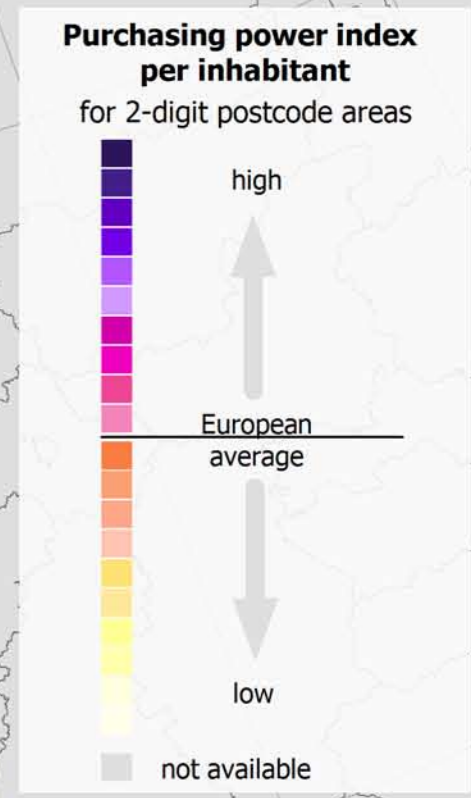 Purchasing power index
per inhabitant
for 2-digit postcode areas
high
European
average
low
not available